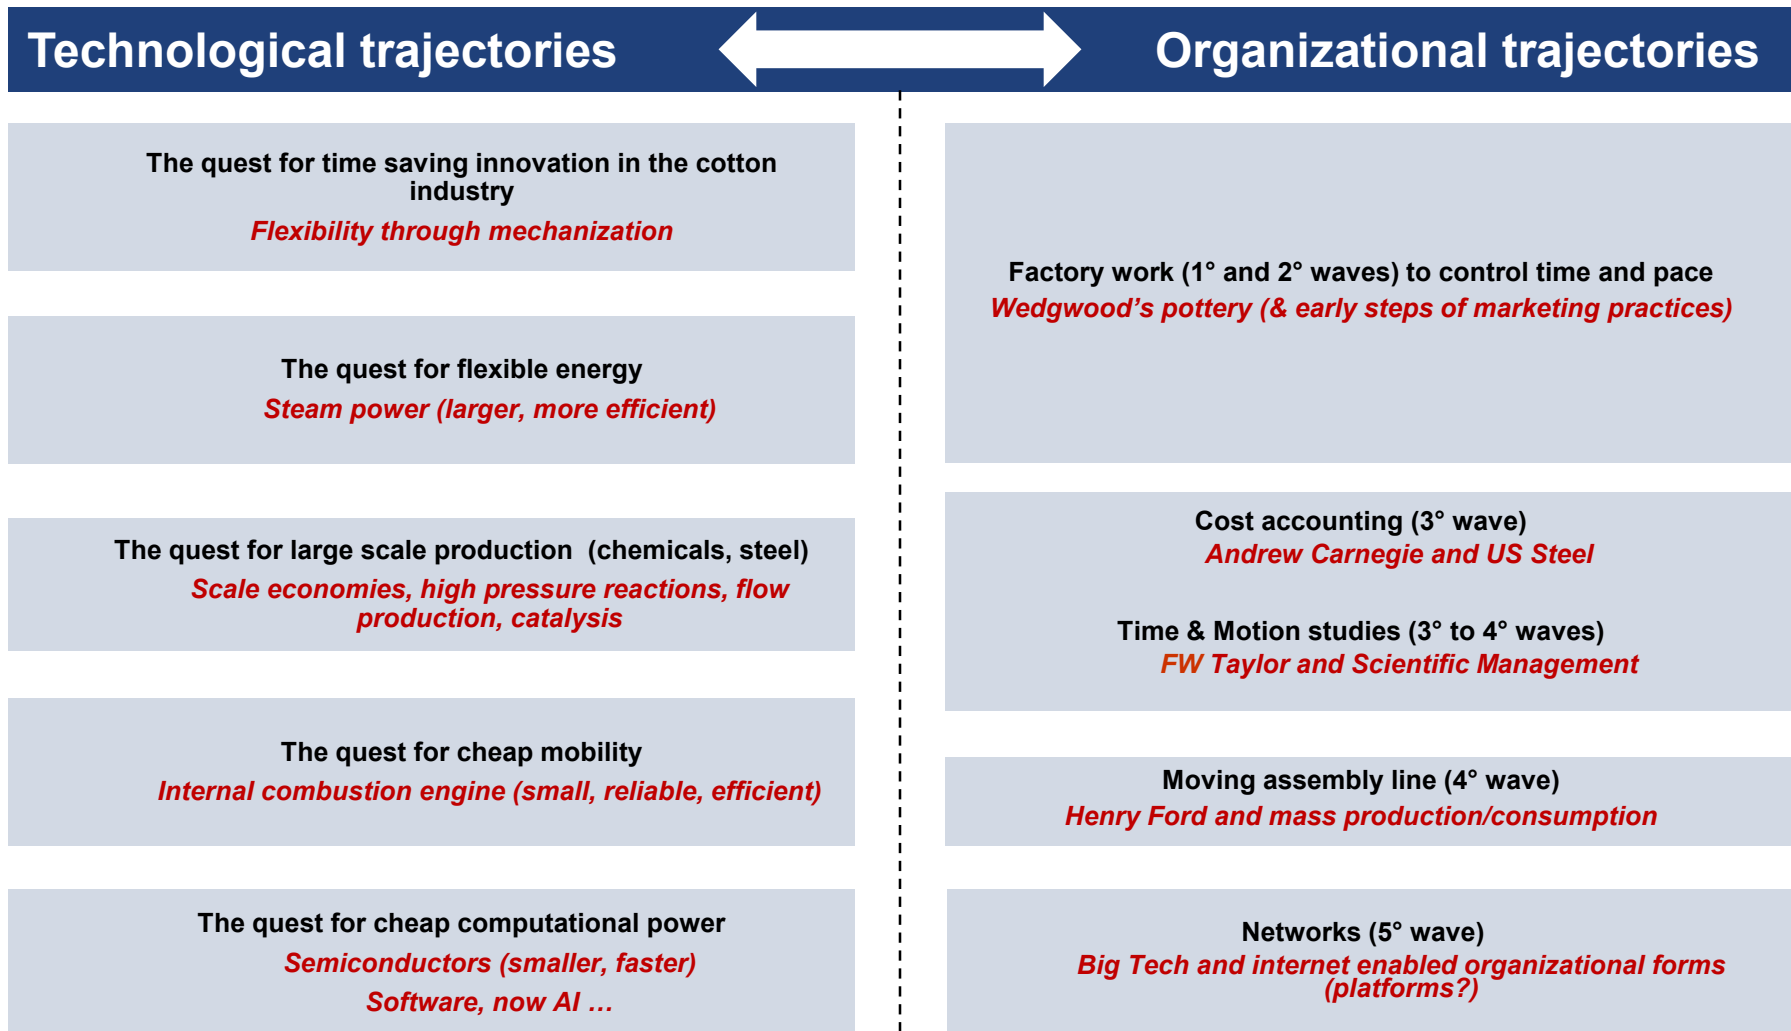 Technological trajectories
Organizational trajectories
The quest for time saving innovation in the cotton
industry
Flexibility through mechanization
The quest for flexible energy
Steam power (larger, more efficient)
The quest for large scale production  (chemicals, steel)
Scale economies, high pressure reactions, flow
production, catalysis
The quest for cheap mobility
Internal combustion engine (small, reliable, efficient)
The quest for cheap computational power
Semiconductors (smaller, faster)
Software, now AI …
Factory work (1° and 2° waves) to control time and pace
Wedgwood’s pottery (& early steps of marketing practices)
Cost accounting (3° wave)
Andrew Carnegie and US Steel
Time & Motion studies (3° to 4° waves)
FW Taylor and Scientific Management
Moving assembly line (4° wave)
Henry Ford and mass production/consumption
Networks (5° wave)
Big Tech and internet enabled organizational forms
(platforms?)